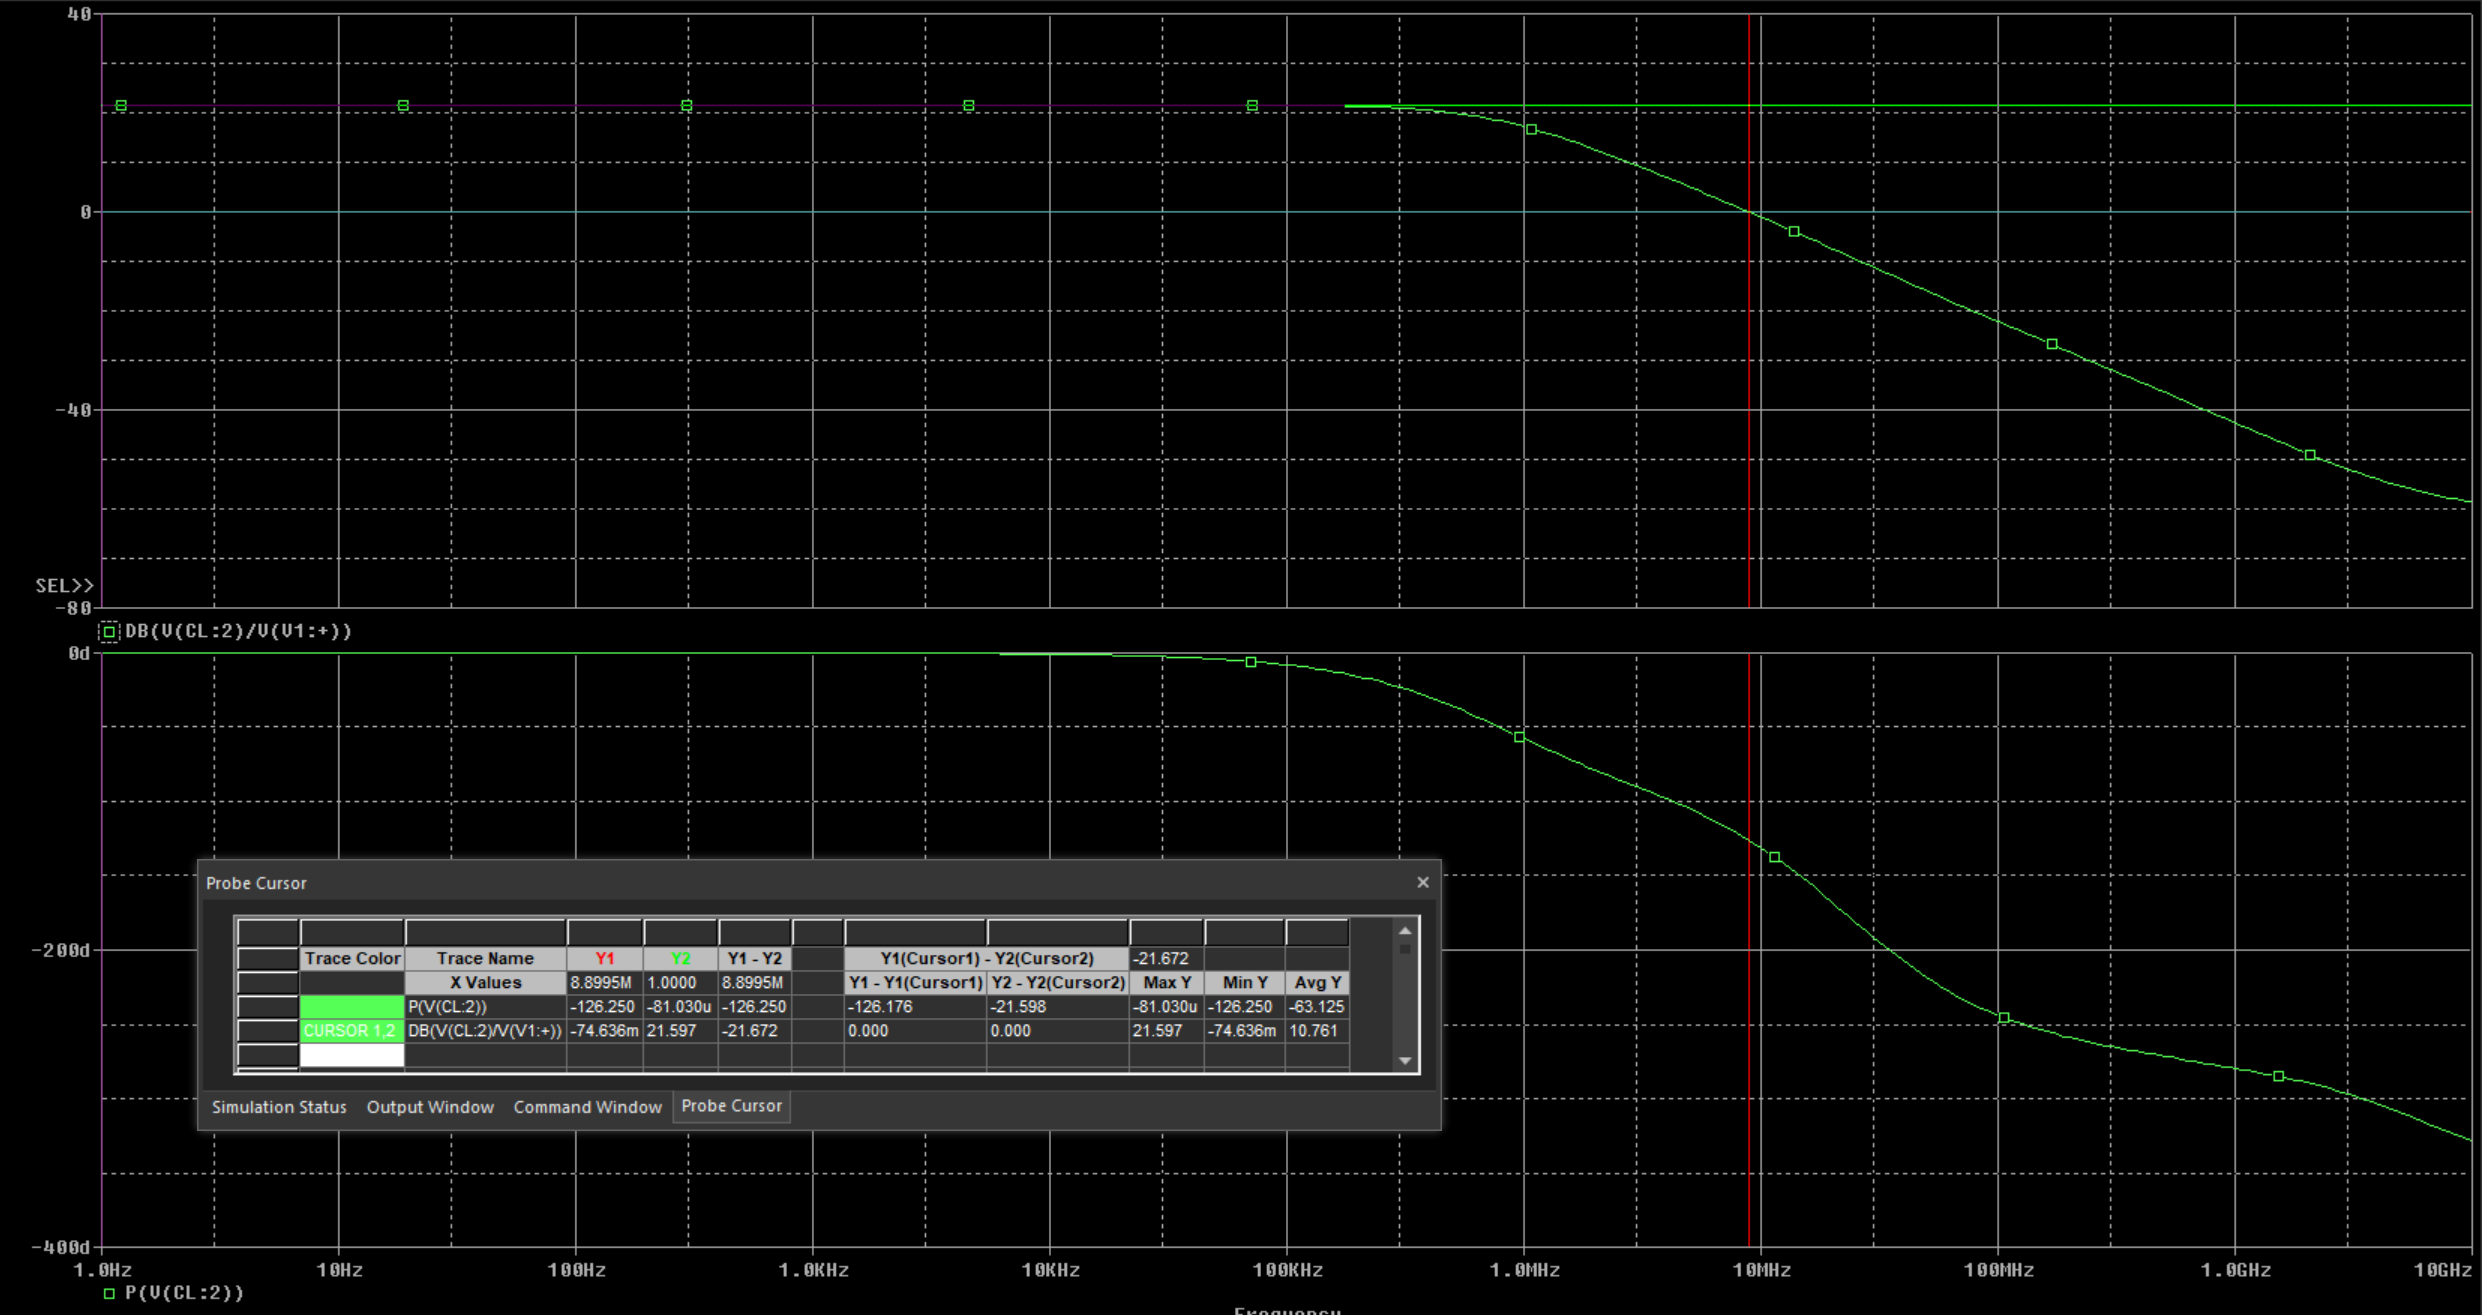 40
0
-40
SEL>>
-80
DB(V(CL:2)/V(V1:+))
0d
-200d
-400d
Probe Cursor
Trace Color Trace Name Y1 Y2 Y1 - Y2 Y1(Cursor1) - Y2(Cursor2) -21.672
X Values 8.8995M 1.0000 8.8995M Y1 - Y1(Cursor1) Y2 - Y2(Cursor2) Max Y Min Y Avg Y
P(V(CL:2)) -126.250 -81.030u -126.250 -126.176 -21.598 -81.030u -126.250 -63.125
CURSOR 1,2 DB(V(CL:2)/V(V1:+)) -74.636m 21.597 -21.672 0.000 0.000 21.597 -74.636m 10.761
Simulation Status Output Window Command Window Probe Cursor
1.0Hz 10Hz 100Hz 1.0KHz 10KHz 100KHz 1.0MHz 10MHz 100MHz 1.0GHz 10GHz
P(V(CL:2))
Frequency